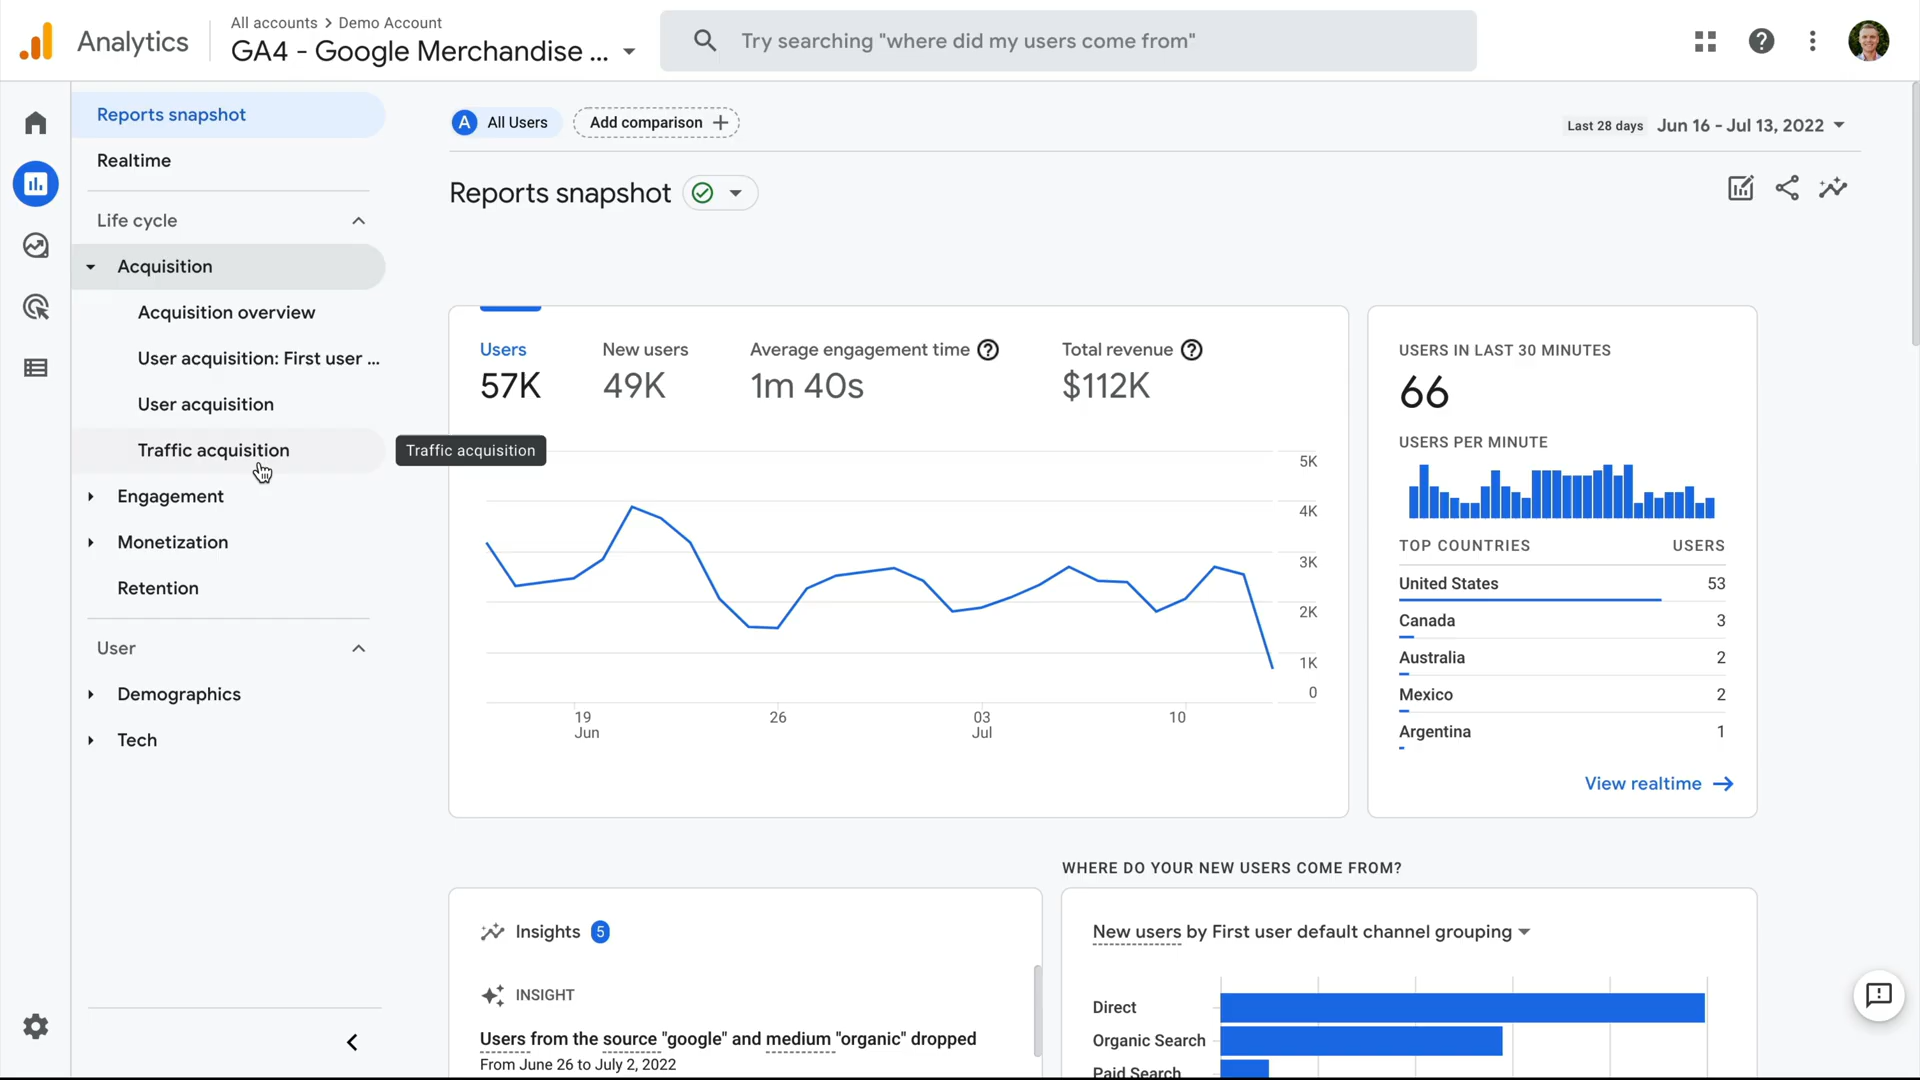 Analytics
All accounts > Demo Account
GA4 - Google Merchandise ...
Try searching "where did my users come from"
Reports snapshot
Realtime
Life cycle
Acquisition
Acquisition overview
User acquisition: First user ...
User acquisition
Traffic acquisition
Engagement
Monetization
Retention
User
Demographics
Tech
A All Users
Add comparison +
Last 28 days Jun 16 - Jul 13, 2022
Reports snapshot
Traffic acquisition
Users
57K
New users
49K
Average engagement time
1m 40s
Total revenue
$112K
5K
4K
3K
2K
1K
0
19
Jun
26
03
Jul
10
USERS IN LAST 30 MINUTES
66
USERS PER MINUTE
TOP COUNTRIES USERS
United States 53
Canada 3
Australia 2
Mexico 2
Argentina 1
View realtime
Insights 5
INSIGHT
Users from the source "google" and medium "organic" dropped
From June 26 to July 2, 2022
WHERE DO YOUR NEW USERS COME FROM?
New users by First user default channel grouping
Direct
Organic Search
Paid Search